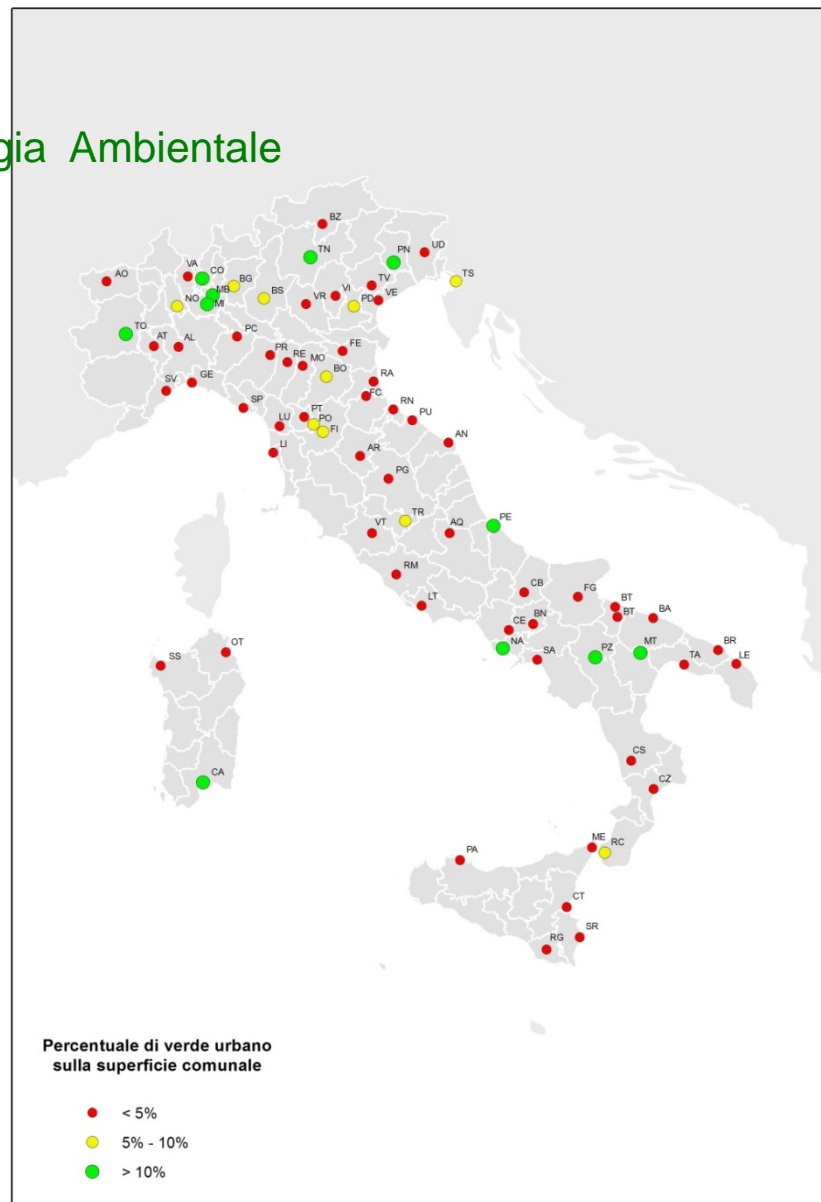 gia Ambientale
BZ
TN
PN
UD
AO
VA
CO
BG
TS
MB
MI
NO
BS
VI
TV
VR
PD
VE
TO
AT
AL
PC
PR
RE
MO
FE
BO
RA
SV
GE
FC
SP
RN
PU
LU
PT
PO
FI
LI
AR
AN
PG
TR
VT
AQ
PE
RM
LT
CB
FG
BT
BT
BA
CE
BN
NA
SA
PZ
MT
TA
BR
LE
SS
OT
CA
CS
CZ
ME
RC
PA
CT
SR
RG
Percentuale di verde urbano
sulla superficie comunale
< 5%
5% - 10%
> 10%